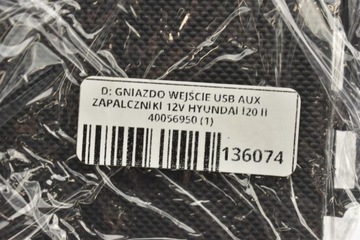 D: GNIAZDO WEJŚCIE USB AUX
ZAPALCZNIKI 12V HYUNDAI I20 II
40056950 (1)
136074